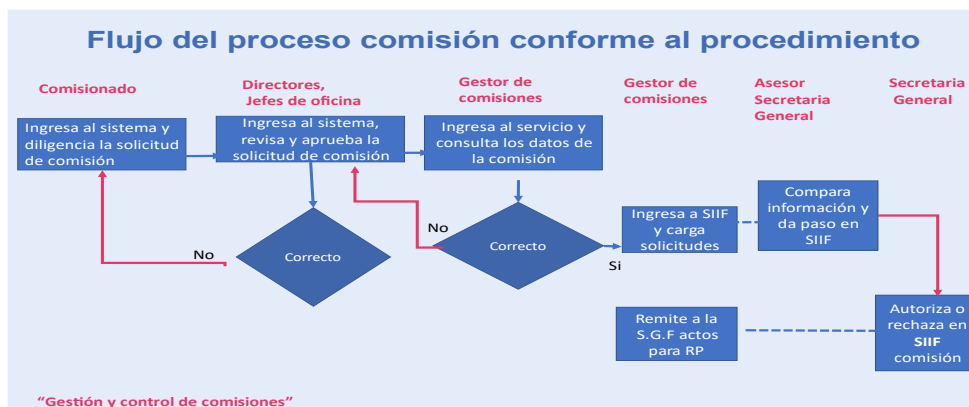 Flujo del proceso comisión conforme al procedimiento
Comisionado
Directores,
Jefes de oficina
Gestor de
comisiones
Gestor de
comisiones
Asesor
Secretaria
General
Secretaria
General
Ingresa al sistema y
diligencia la solicitud
de comisión
Ingresa al sistema,
revisa y aprueba la
solicitud de comisión
Ingresa al servicio y
consulta los datos de
la comisión
Ingresa a SIIF
y carga
solicitudes
Compara
información y
da paso en
SIIF
No
Correcto
No
Correcto
Si
Remite a la
S.G.F actos
para RP
Autoriza o
rechaza en
SIIF
comisión
“Gestión y control de comisiones”